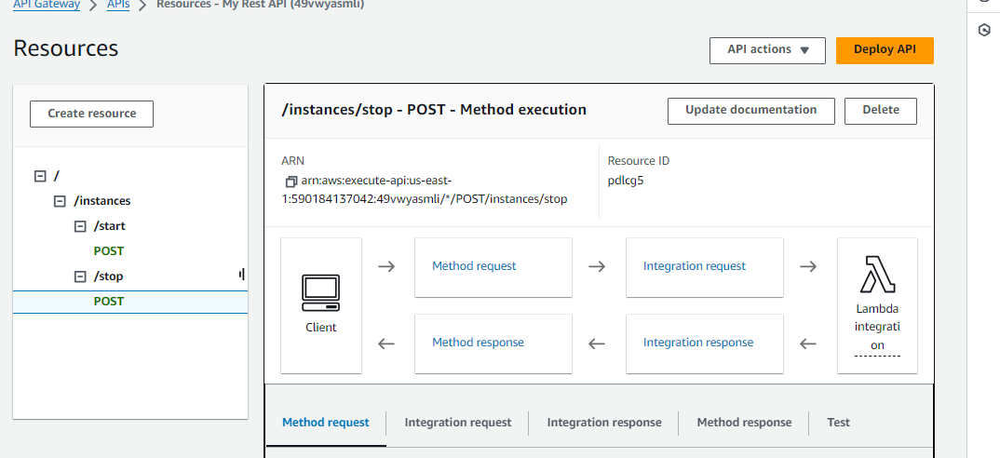 API Gateway > APIs > Resources - My Rest API (49vwyasmli)
Resources
API actions ▼
Deploy API
Create resource
/
/instances
/start
POST
/stop
POST
/instances/stop - POST - Method execution
Update documentation
Delete
ARN
arn:aws:execute-api:us-east-
1:590184137042:49vwyasmli/*/POST/instances/stop
Resource ID
pdlcg5
Client
Method request
Integration request
Method response
Integration response
Lambda
integrati
on
Method request
Integration request
Integration response
Method response
Test